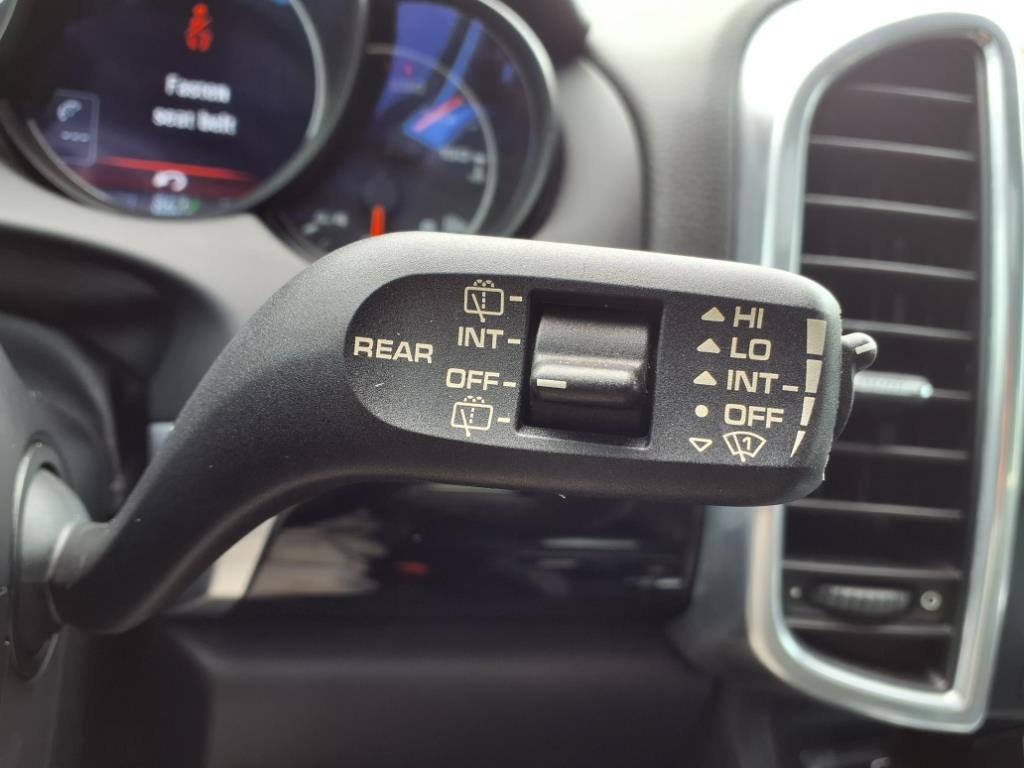 Fasten
seat belt
REAR
INT
OFF
HI
LO
INT
OFF
1